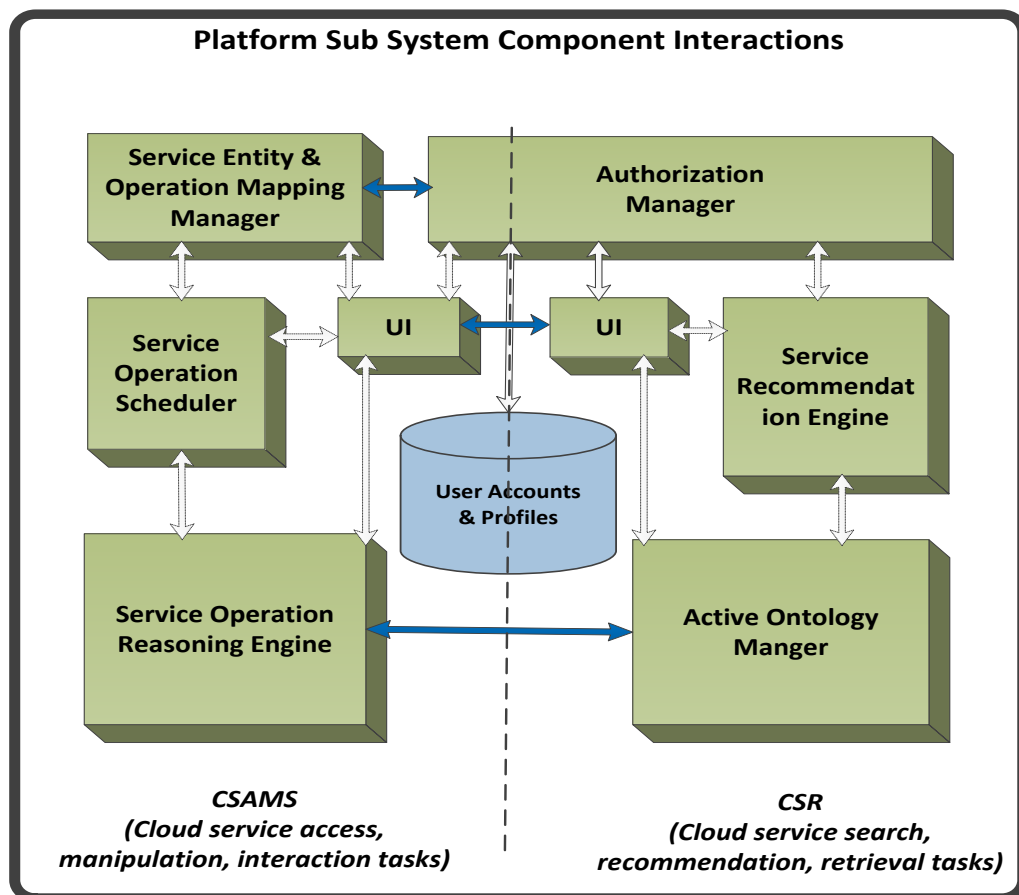 Platform Sub System Component Interactions
Service Entity &
Operation Mapping
Manager
Authorization
Manager
Service
Operation
Scheduler
UI
UI
Service
Recommendat
ion Engine
User Accounts
& Profiles
Service Operation
Reasoning Engine
Active Ontology
Manger
CSAMS
(Cloud service access,
manipulation, interaction tasks)
CSR
(Cloud service search,
recommendation, retrieval tasks)